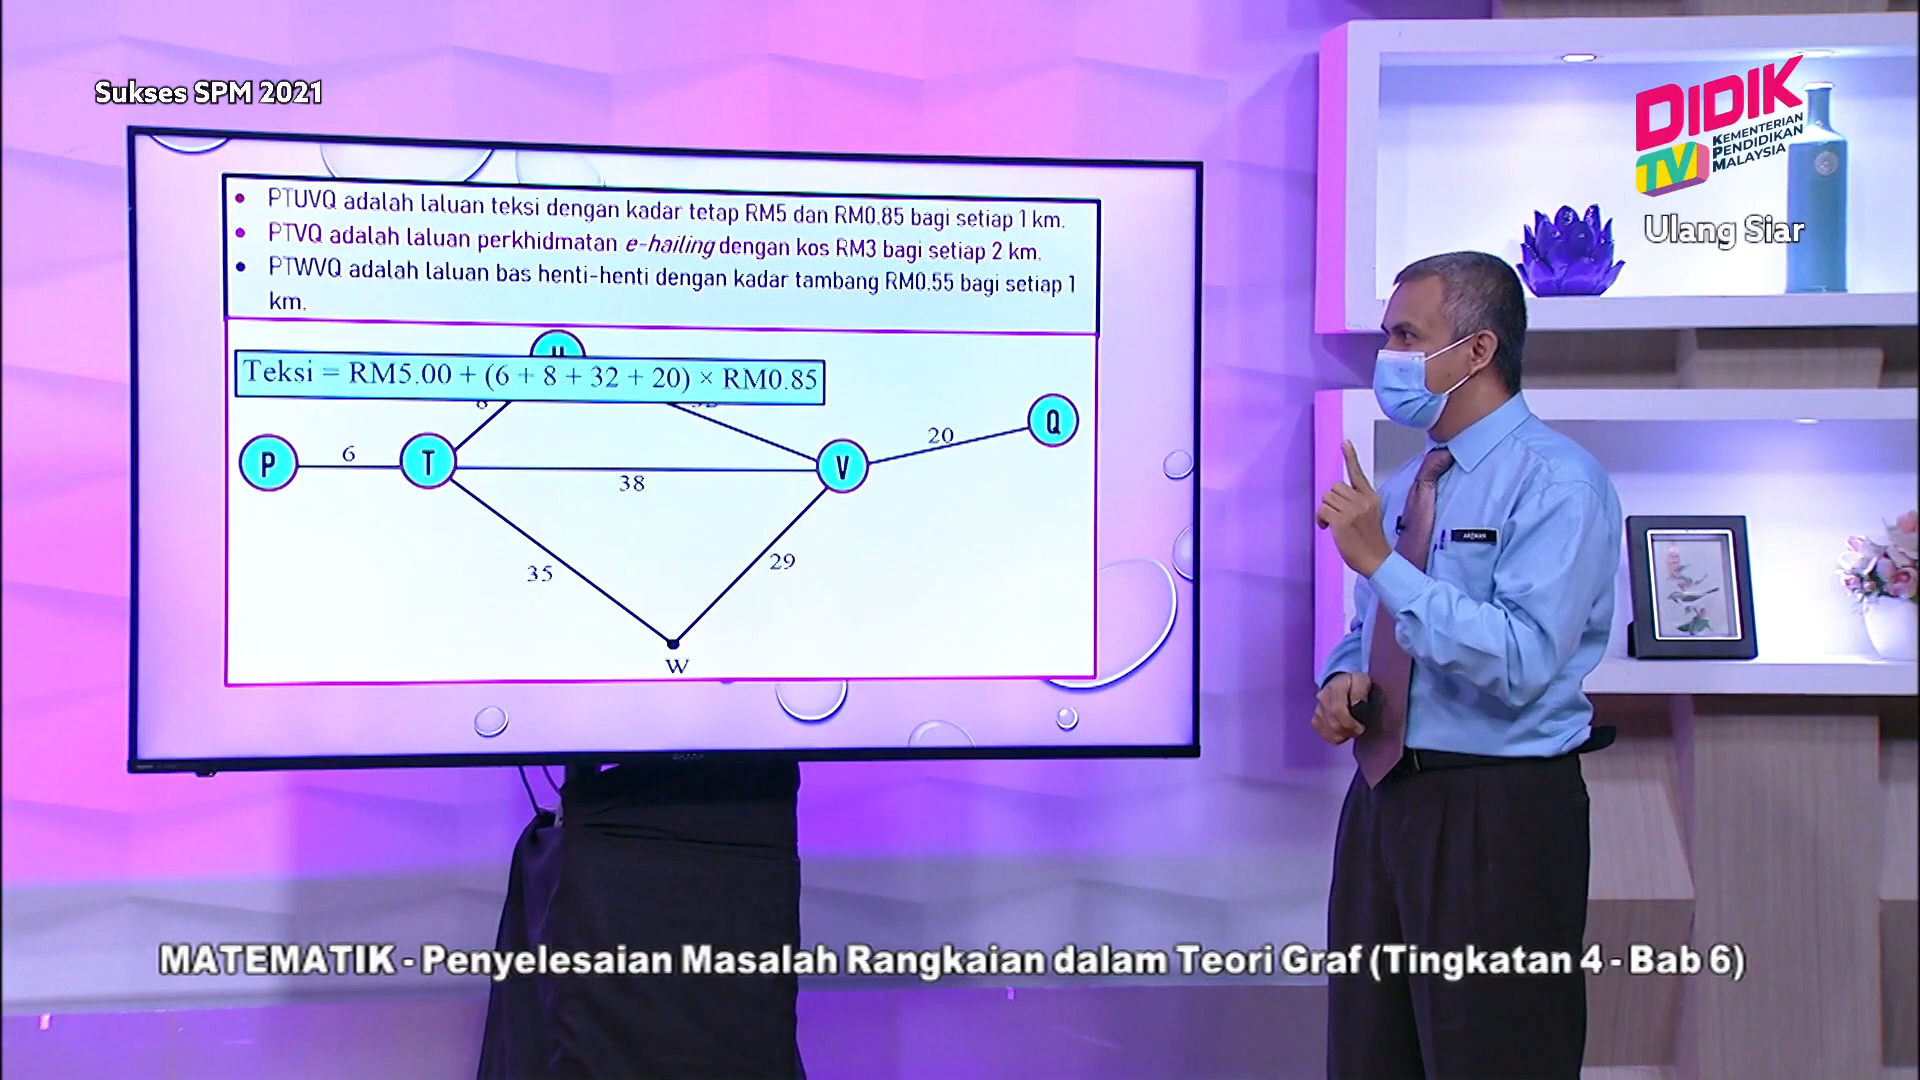 Sukses SPM 2021
DIDIK
TV
KEMENTERIAN
PENDIDIKAN
MALAYSIA
Ulang Siar
• PTUVQ adalah laluan teksi dengan kadar tetap RM5 dan RM0.85 bagi setiap 1 km.
• PTVQ adalah laluan perkhidmatan e-hailing dengan kos RM3 bagi setiap 2 km.
• PTWVQ adalah laluan bas henti-henti dengan kadar tambang RM0.55 bagi setiap 1
km.
U
Teksi = RM5.00 + (6 + 8 + 32 + 20) × RM0.85
8
32
P
6
T
38
V
20
Q
35
29
W
ARZMAN
MATEMATIK - Penyelesaian Masalah Rangkaian dalam Teori Graf (Tingkatan 4 - Bab 6)